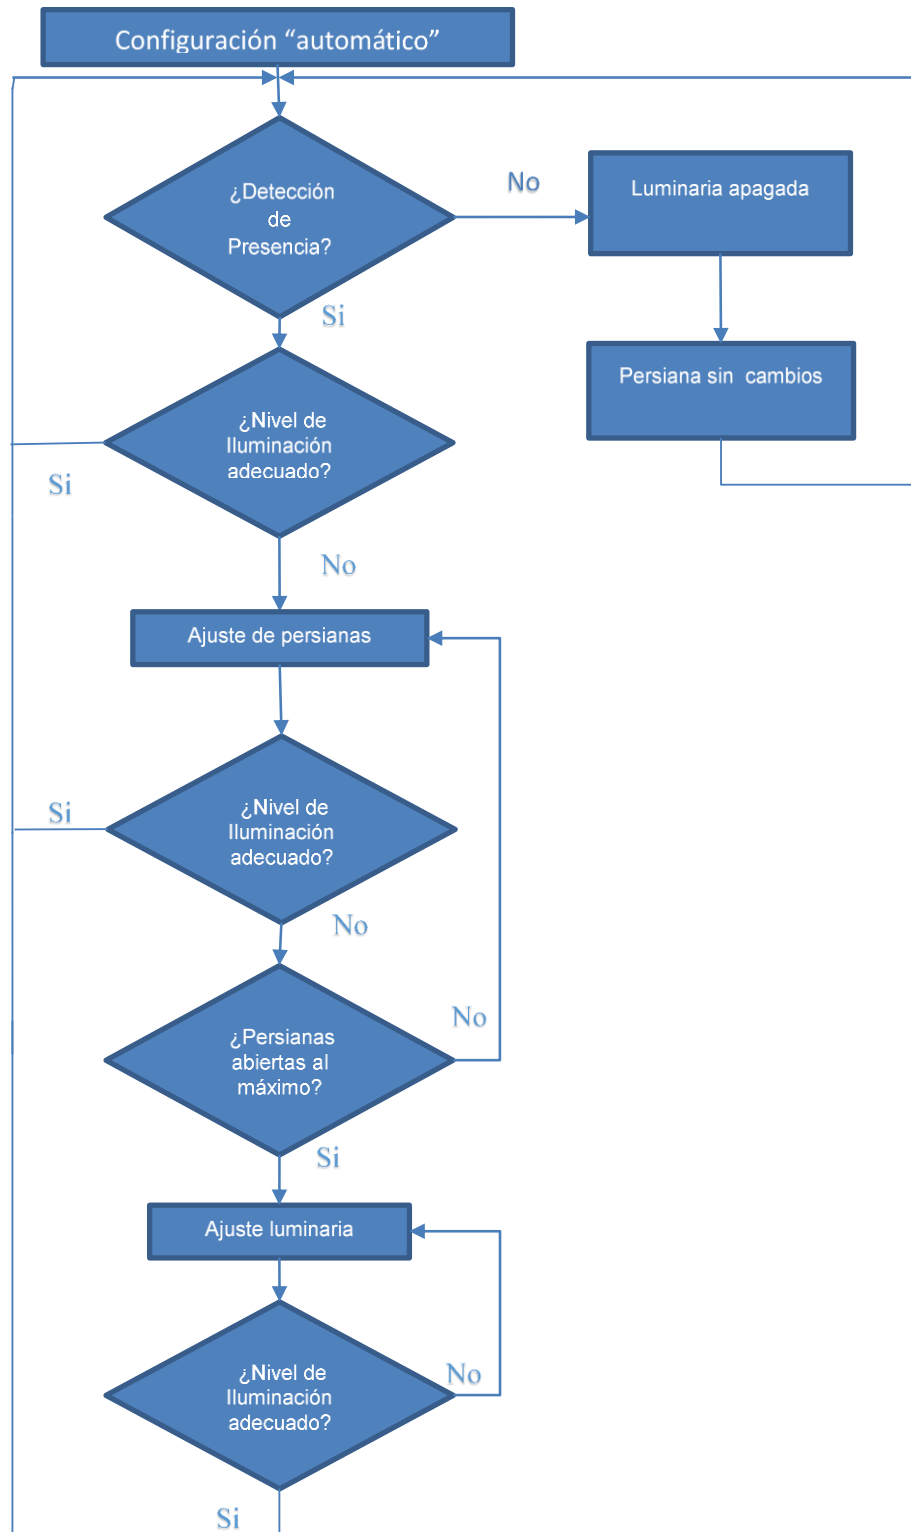 Configuración “automático”
¿Detección
de
Presencia?
No
Luminaria apagada
Si
Persiana sin cambios
¿Nivel de
Iluminación
adecuado?
Si
No
Ajuste de persianas
¿Nivel de
Iluminación
adecuado?
Si
No
¿Persianas
abiertas al
máximo?
No
Si
Ajuste luminaria
¿Nivel de
Iluminación
adecuado?
No
Si